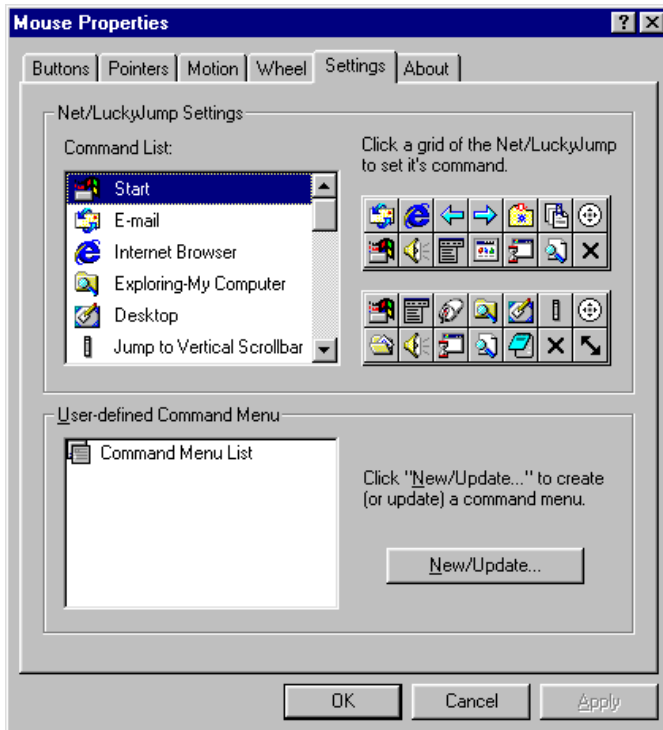 Mouse Properties
Buttons Pointers Motion Wheel Settings About
Net/LuckyJump Settings
Command List:
Start
E-mail
Internet Browser
Exploring-My Computer
Desktop
Jump to Vertical Scrollbar
Click a grid of the Net/LuckyJump
to set it's command.
User-defined Command Menu
Command Menu List
Click "New/Update..." to create
(or update) a command menu.
New/Update...
OK Cancel Apply